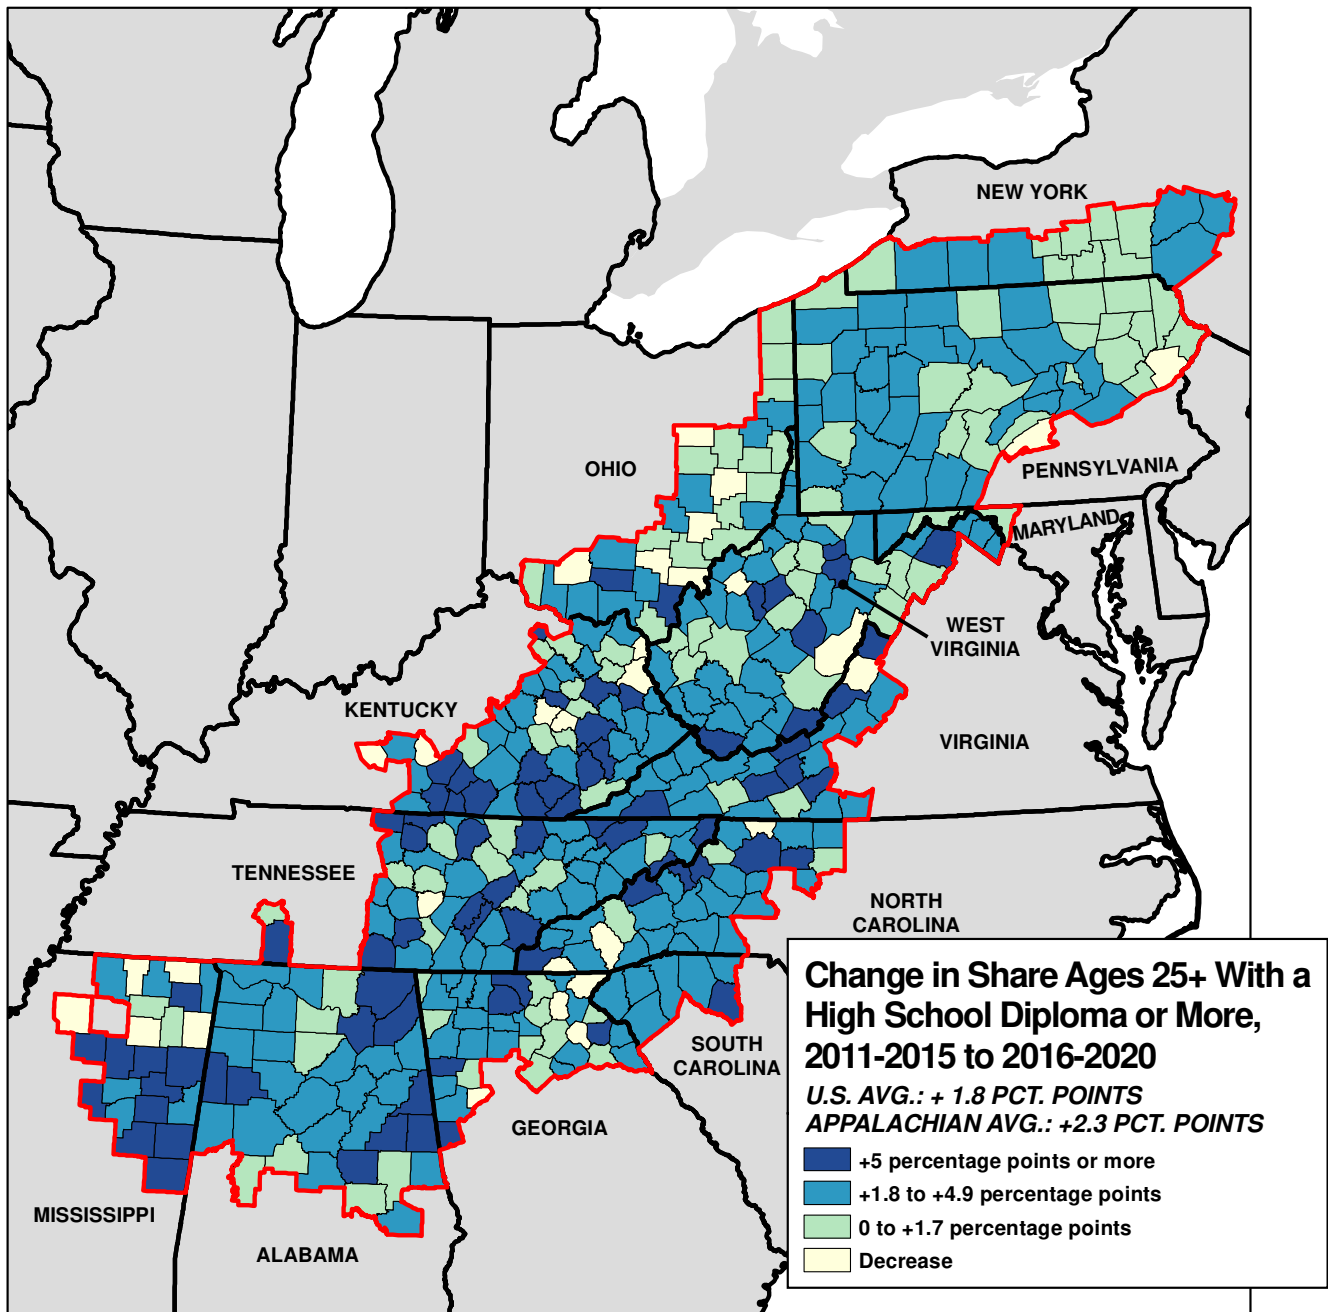 NEW YORK
OHIO
PENNSYLVANIA
MARYLAND
WEST
VIRGINIA
KENTUCKY
VIRGINIA
TENNESSEE
NORTH
CAROLINA
SOUTH
CAROLINA
GEORGIA
MISSISSIPPI
ALABAMA
Change in Share Ages 25+ With a
High School Diploma or More,
2011-2015 to 2016-2020
U.S. AVG.: + 1.8 PCT. POINTS
APPALACHIAN AVG.: +2.3 PCT. POINTS
+5 percentage points or more
+1.8 to +4.9 percentage points
0 to +1.7 percentage points
Decrease